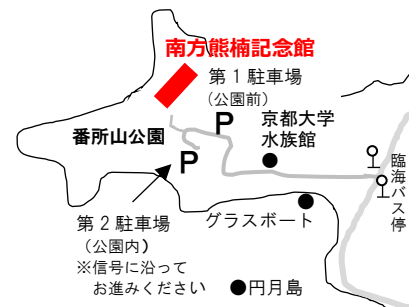 南方熊楠記念館
第1駐車場
(公園前)
P
京都大学
水族館
番所山公園
P
臨海バス停
グラスボート
第2駐車場
(公園内)
※信号に沿って
お進みください
円月島